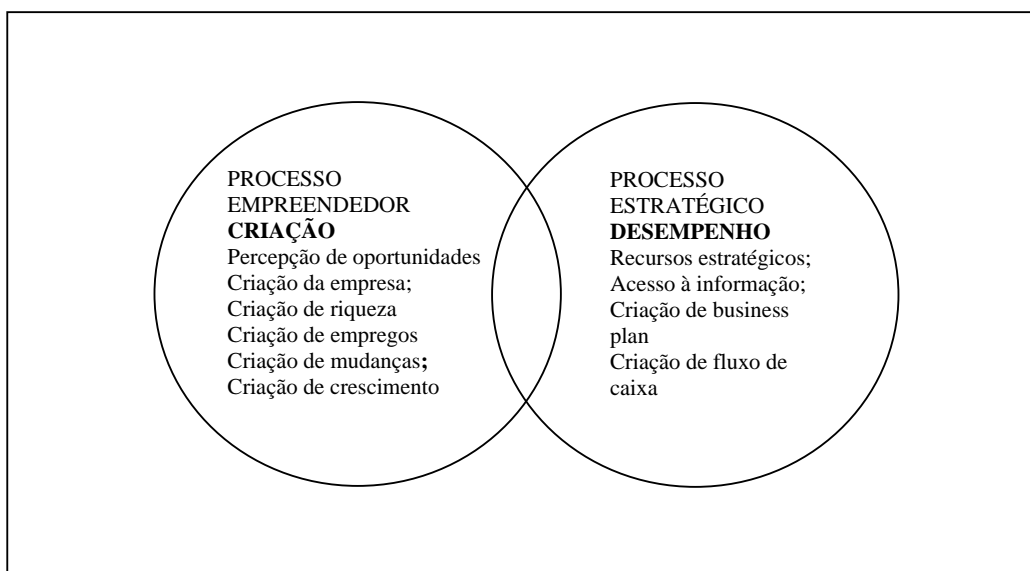 PROCESSO
EMPREENDEDOR
CRIAÇÃO
Percepção de oportunidades
Criação da empresa;
Criação de riqueza
Criação de empregos
Criação de mudanças;
Criação de crescimento
PROCESSO
ESTRATÉGICO
DESEMPENHO
Recursos estratégicos;
Acesso à informação;
Criação de business
plan
Criação de fluxo de
caixa